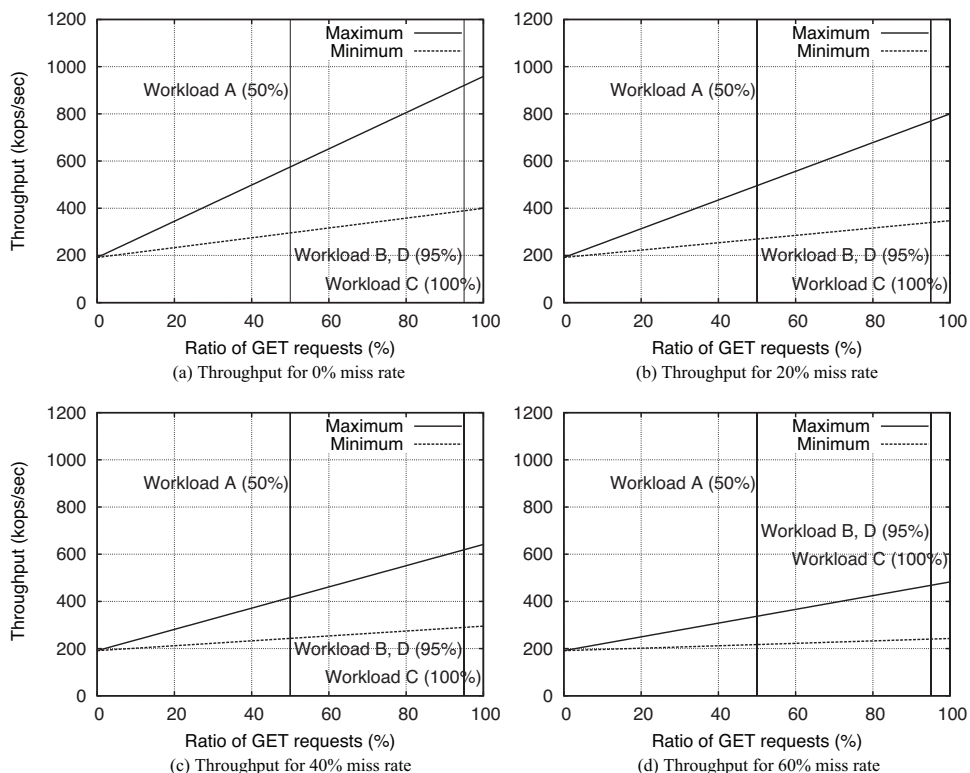 Throughput (kops/sec)
1200
1000
800
600
400
200
0
Maximum
Minimum
Workload A (50%)
Workload B, D (95%)
Workload C (100%)
0 20 40 60 80 100
Ratio of GET requests (%)
(a) Throughput for 0% miss rate
1200
1000
800
600
400
200
0
Maximum
Minimum
Workload A (50%)
Workload B, D (95%)
Workload C (100%)
0 20 40 60 80 100
Ratio of GET requests (%)
(b) Throughput for 20% miss rate
Throughput (kops/sec)
1200
1000
800
600
400
200
0
Maximum
Minimum
Workload A (50%)
Workload B, D (95%)
Workload C (100%)
0 20 40 60 80 100
Ratio of GET requests (%)
(c) Throughput for 40% miss rate
1200
1000
800
600
400
200
0
Maximum
Minimum
Workload A (50%)
Workload B, D (95%)
Workload C (100%)
0 20 40 60 80 100
Ratio of GET requests (%)
(d) Throughput for 60% miss rate